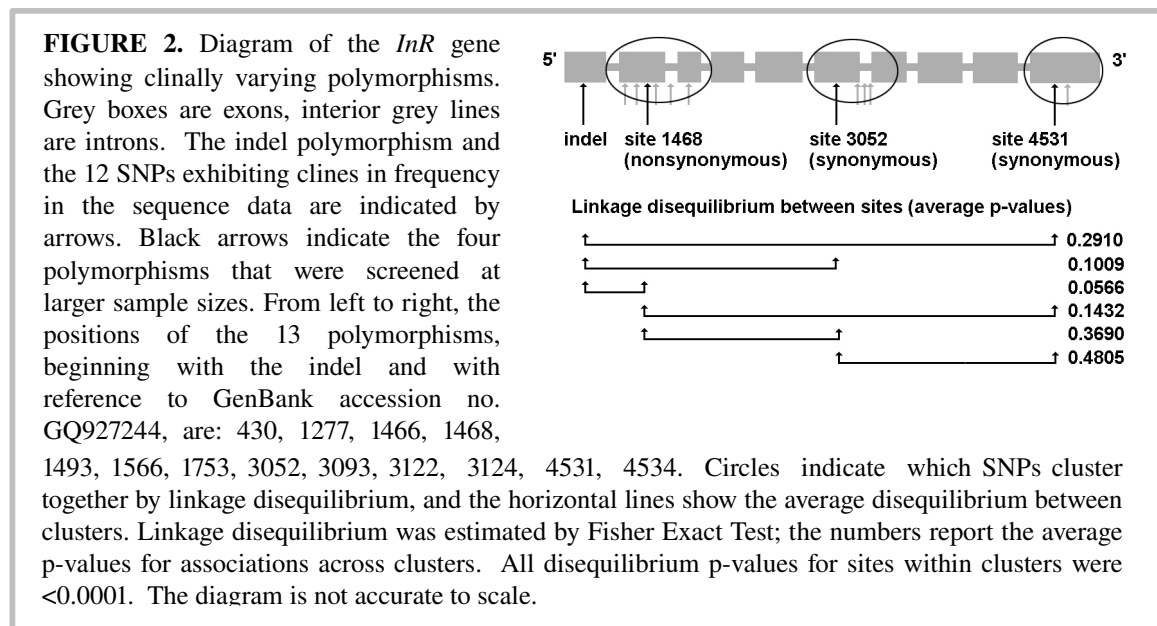 FIGURE 2. Diagram of the InR gene
showing clinally varying polymorphisms.
Grey boxes are exons, interior grey lines
are introns. The indel polymorphism and
the 12 SNPs exhibiting clines in frequency
in the sequence data are indicated by
arrows. Black arrows indicate the four
polymorphisms that were screened at
larger sample sizes. From left to right, the
positions of the 13 polymorphisms,
beginning with the indel and with
reference to GenBank accession no.
GQ927244, are: 430, 1277, 1466, 1468,
1493, 1566, 1753, 3052, 3093, 3122, 3124, 4531, 4534. Circles indicate which SNPs cluster
together by linkage disequilibrium, and the horizontal lines show the average disequilibrium between
clusters. Linkage disequilibrium was estimated by Fisher Exact Test; the numbers report the average
p-values for associations across clusters. All disequilibrium p-values for sites within clusters were
<0.0001. The diagram is not accurate to scale.
5' 3'
indel site 1468 site 3052 site 4531
(nonsynonymous) (synonymous) (synonymous)
Linkage disequilibrium between sites (average p-values)
0.2910
0.1009
0.0566
0.1432
0.3690
0.4805